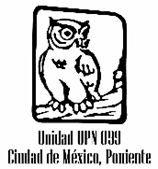 Unidad UPN 099
Ciudad de México, Poniente